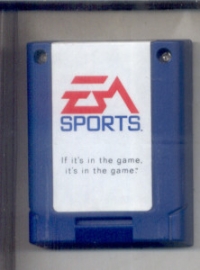 EA
SPORTS
If it's in the game,
it's in the game.